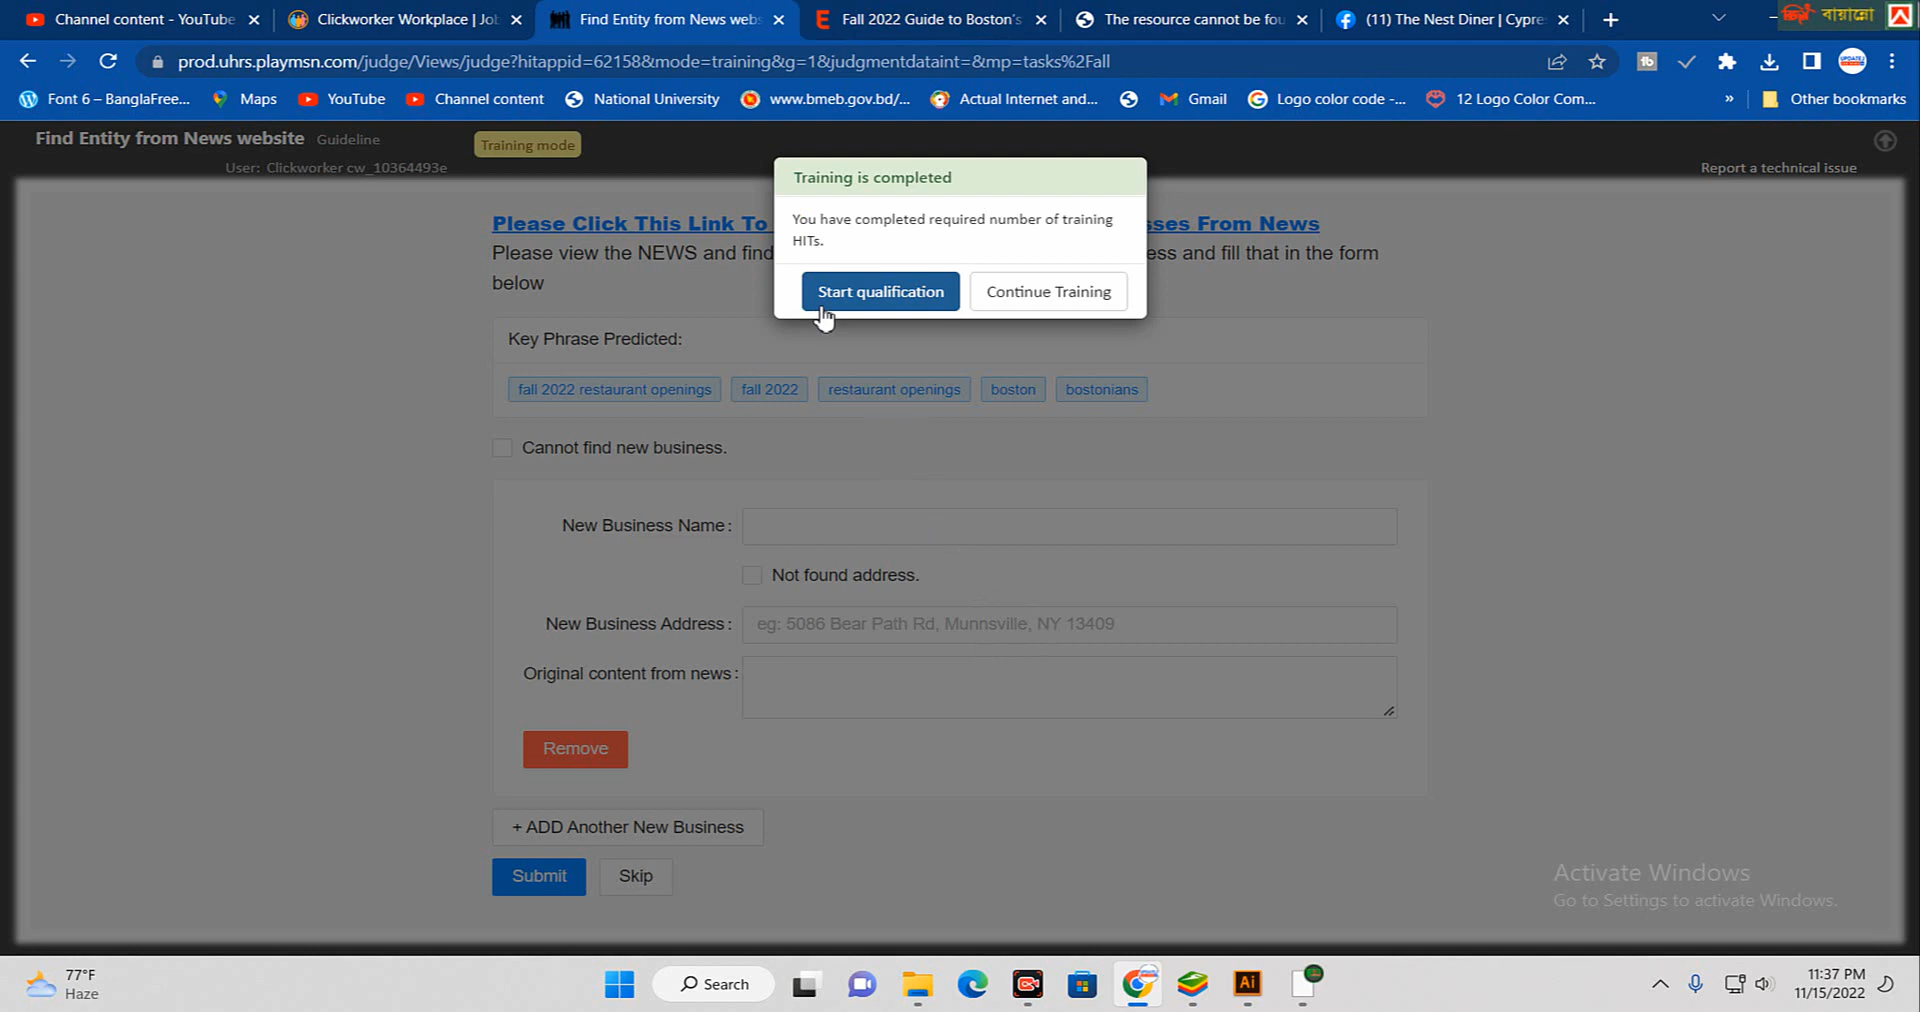 Channel content - YouTube
Clickworker Workplace | Jo
Find Entity from News web
Fall 2022 Guide to Boston's
The resource cannot be fou
(11) The Nest Diner | Cypre
বায়ান্নো
prod.uhrs.playmsn.com/judge/Views/judge?hitappid=62158&mode=training&g=1&judgmentdataint=&mp=tasks%2Fall
Font 6 – BanglaFree...
Maps
YouTube
Channel content
National University
www.bmeb.gov.bd/...
Actual Internet and...
Gmail
Logo color code -...
12 Logo Color Com...
»
Other bookmarks
Find Entity from News website Guideline
Training mode
User: Clickworker cw_10364493e
Report a technical issue
Training is completed
You have completed required number of training
HITs.
Start qualification
Continue Training
Please Click This Link To
sses From News
Please view the NEWS and find
ess and fill that in the form
below
Key Phrase Predicted:
fall 2022 restaurant openings
fall 2022
restaurant openings
boston
bostonians
Cannot find new business.
New Business Name:
Not found address.
New Business Address:
eg: 5086 Bear Path Rd, Munnsville, NY 13409
Original content from news:
Remove
+ ADD Another New Business
Submit
Skip
Activate Windows
Go to Settings to activate Windows.
77°F
Haze
Search
Ai
11:37 PM
11/15/2022